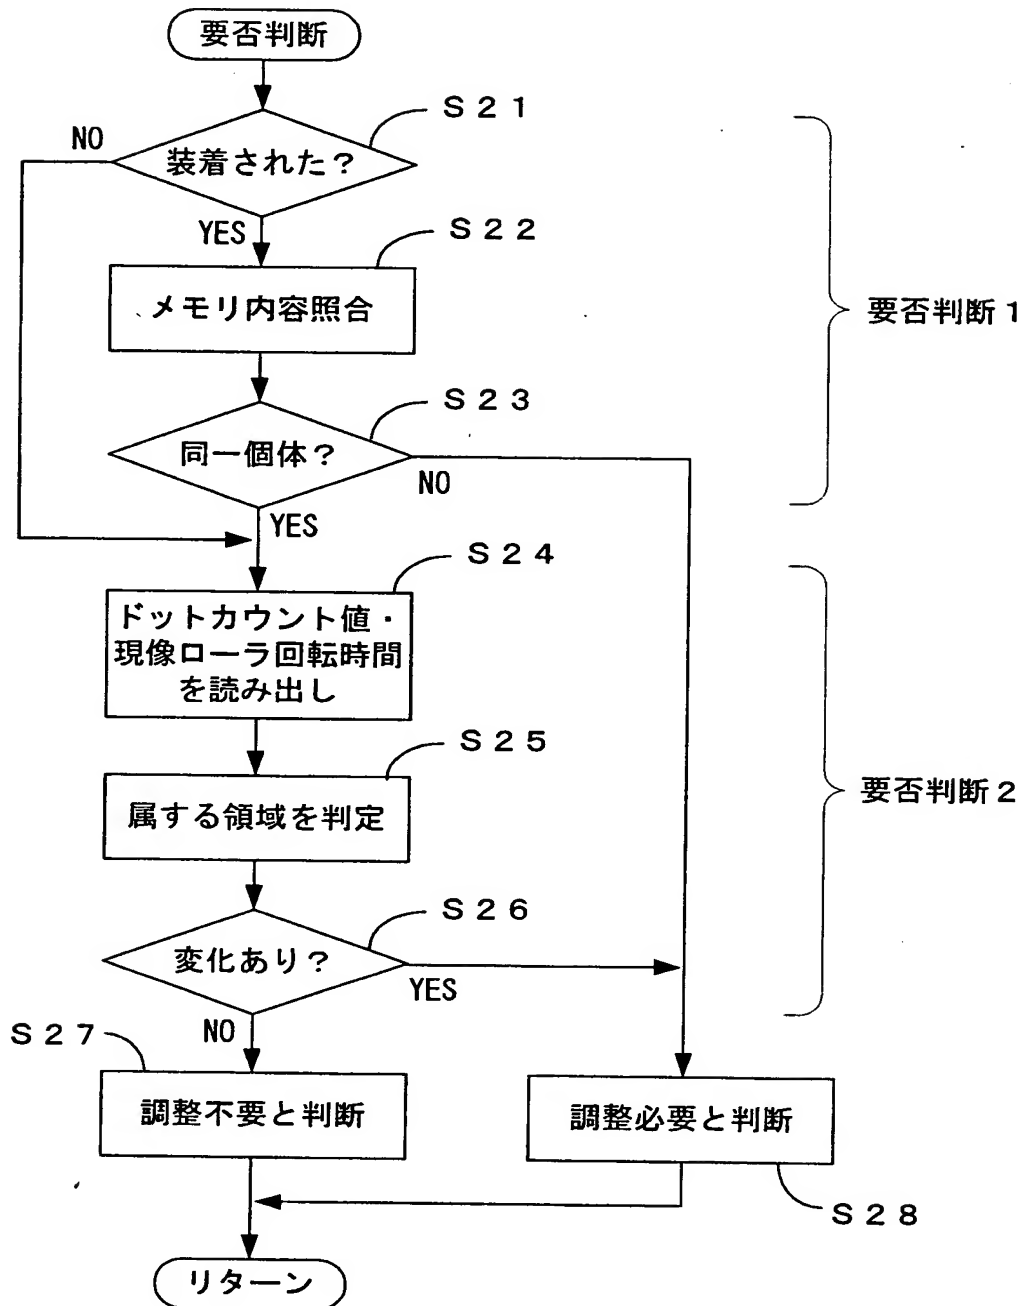 要否判断
S21
NO
装着された?
YES
S22
メモリ内容照合
要否判断1
S23
同一個体?
NO
YES
S24
ドットカウント値・
現像ローラ回転時間
を読み出し
S25
属する領域を判定
要否判断2
S26
変化あり?
YES
NO
S27
調整不要と判断
調整必要と判断
S28
リターン